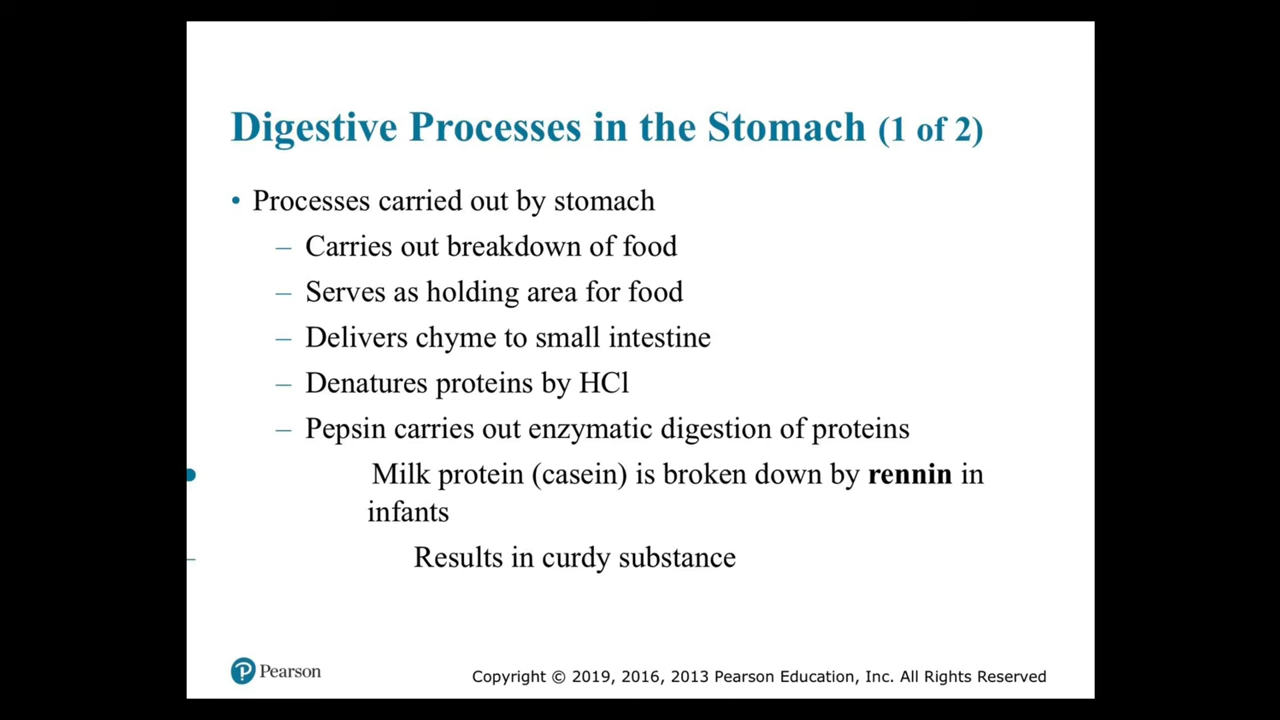 Digestive Processes in the Stomach (1 of 2)
• Processes carried out by stomach
– Carries out breakdown of food
– Serves as holding area for food
– Delivers chyme to small intestine
– Denatures proteins by HCl
– Pepsin carries out enzymatic digestion of proteins
• Milk protein (casein) is broken down by rennin in
infants
– Results in curdy substance
Pearson
Copyright © 2019, 2016, 2013 Pearson Education, Inc. All Rights Reserved